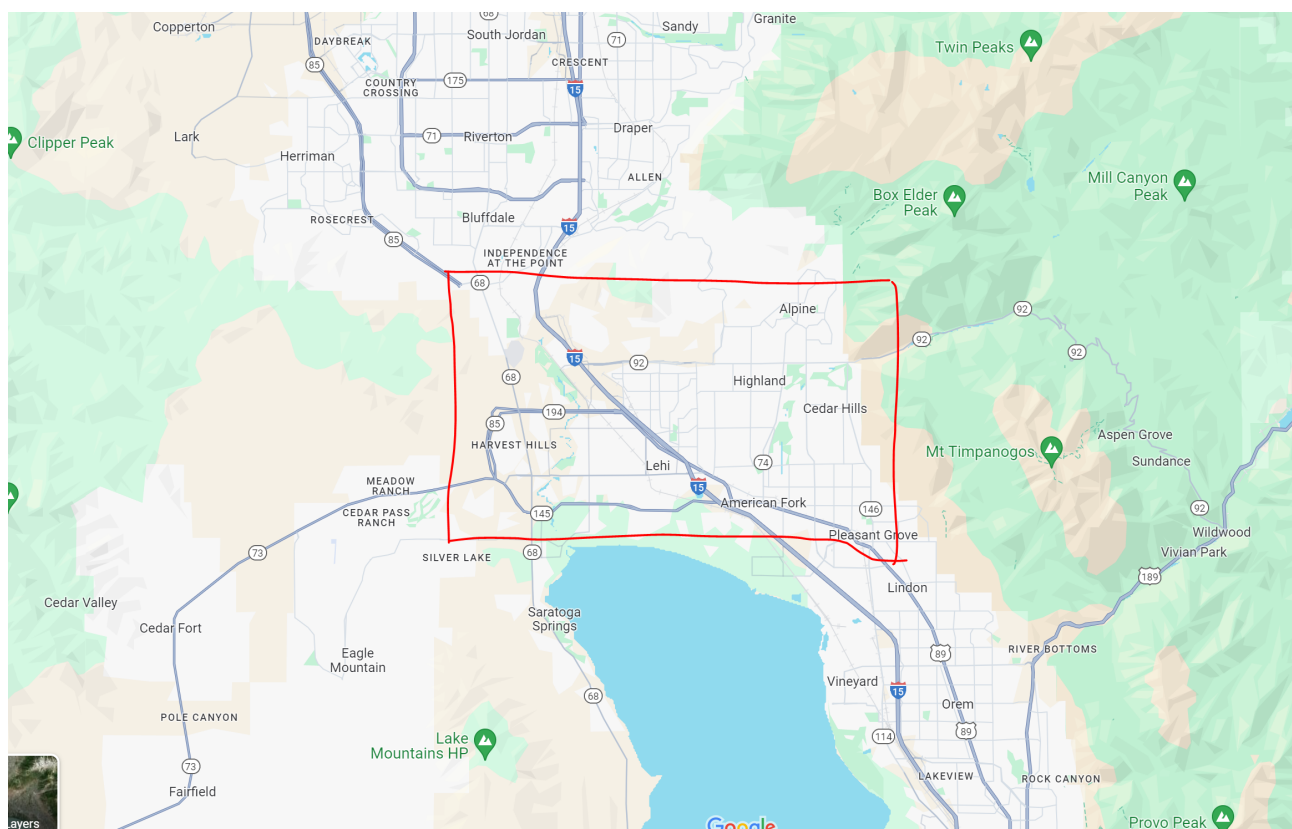 Copperton
68
South Jordan
Sandy
Granite
DAYBREAK
71
Twin Peaks
85
CRESCENT
175
COUNTRY
CROSSING
15
Clipper Peak
Lark
71
Riverton
Draper
Herriman
ALLEN
Mill Canyon
Peak
Box Elder
Peak
ROSECREST
Bluffdale
15
85
INDEPENDENCE
AT THE POINT
68
Alpine
92
92
15
92
92
68
Highland
194
Cedar Hills
85
HARVEST HILLS
Aspen Grove
Mt Timpanogos
Sundance
Lehi
74
MEADOW
RANCH
15
American Fork
92
CEDAR PASS
RANCH
145
146
Wildwood
Pleasant Grove
73
SILVER LAKE
68
Vivian Park
189
Lindon
Cedar Valley
Saratoga
Springs
Cedar Fort
Eagle
Mountain
89
RIVER BOTTOMS
Vineyard
15
68
Orem
POLE CANYON
89
Lake
Mountains HP
114
73
LAKEVIEW
ROCK CANYON
Fairfield
Layers
Google
Provo Peak